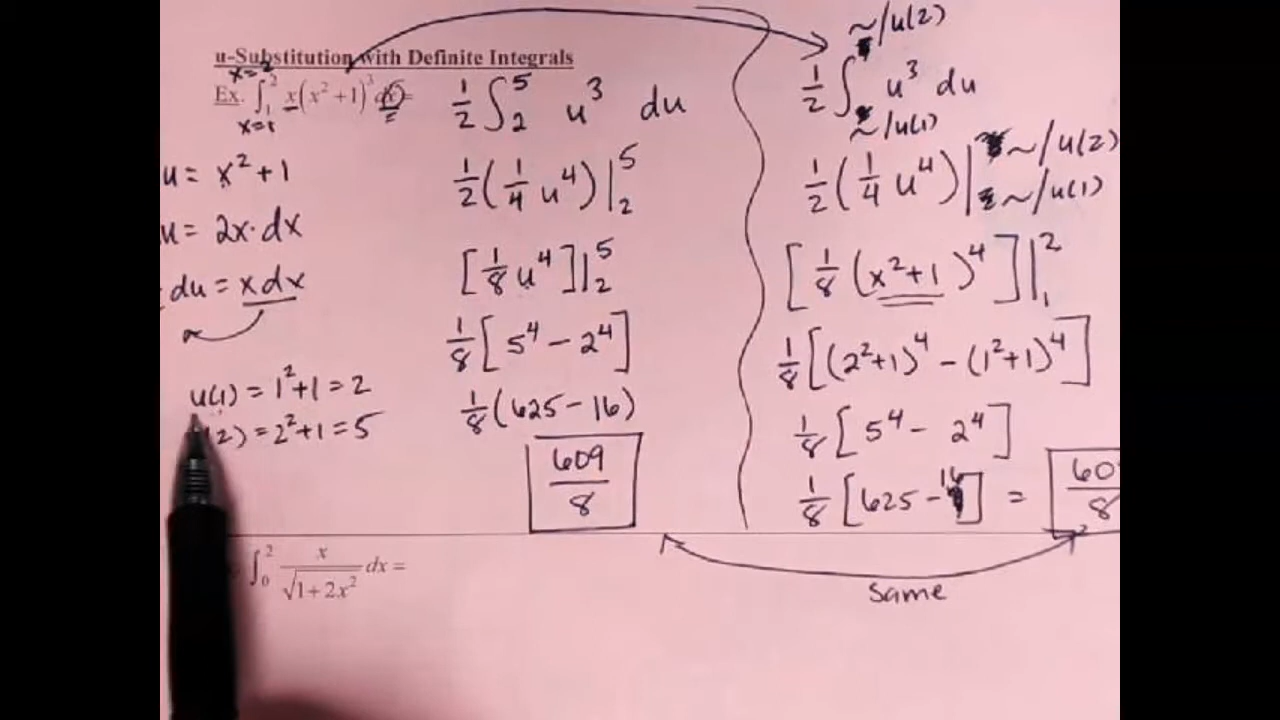 u-Substitution with Definite Integrals
x=2
Ex. ∫₁² x(x²+1)³ dx =
x=1
u = x²+1
u = 2x·dx
du = x dx
u(1) = 1²+1 = 2
(2) = 2²+1 = 5
1/2 ∫₂⁵ u³ du
1/2 (1/4 u⁴)|₂⁵
[1/8 u⁴]|₂⁵
1/8 [5⁴ − 2⁴]
1/8 (625 − 16)
609/8
~/u(2)
1/2 ∫ u³ du
~/u(1)
1/2 (1/4 u⁴)| ~/u(2)
~/u(1)
[1/8 (x²+1)⁴]|₁²
1/8 [(2²+1)⁴ − (1²+1)⁴]
1/8 [5⁴ − 2⁴]
1/8 [625 − 16] = 60/8
same
∫₀² x/√(1+2x²) dx =